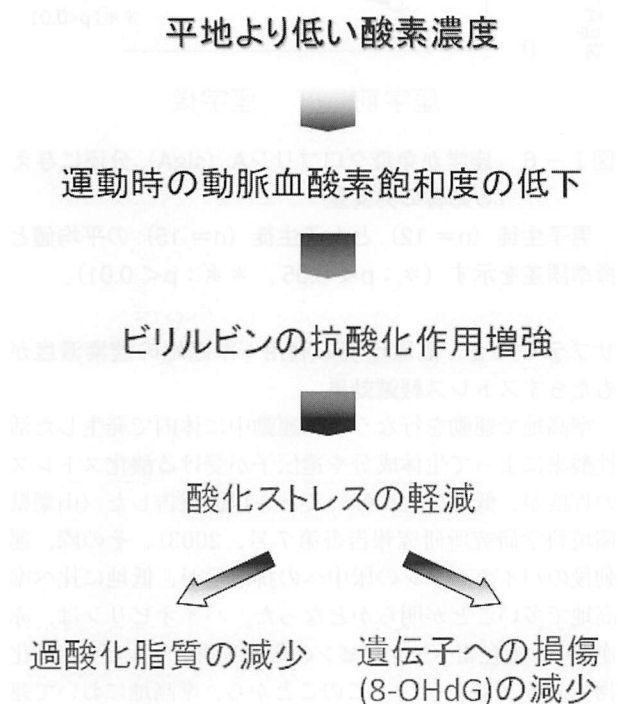 平地より低い酸素濃度
運動時の動脈血酸素飽和度の低下
ビリルビンの抗酸化作用増強
酸化ストレスの軽減
過酸化脂質の減少
遺伝子への損傷
(8-OHdG)の減少